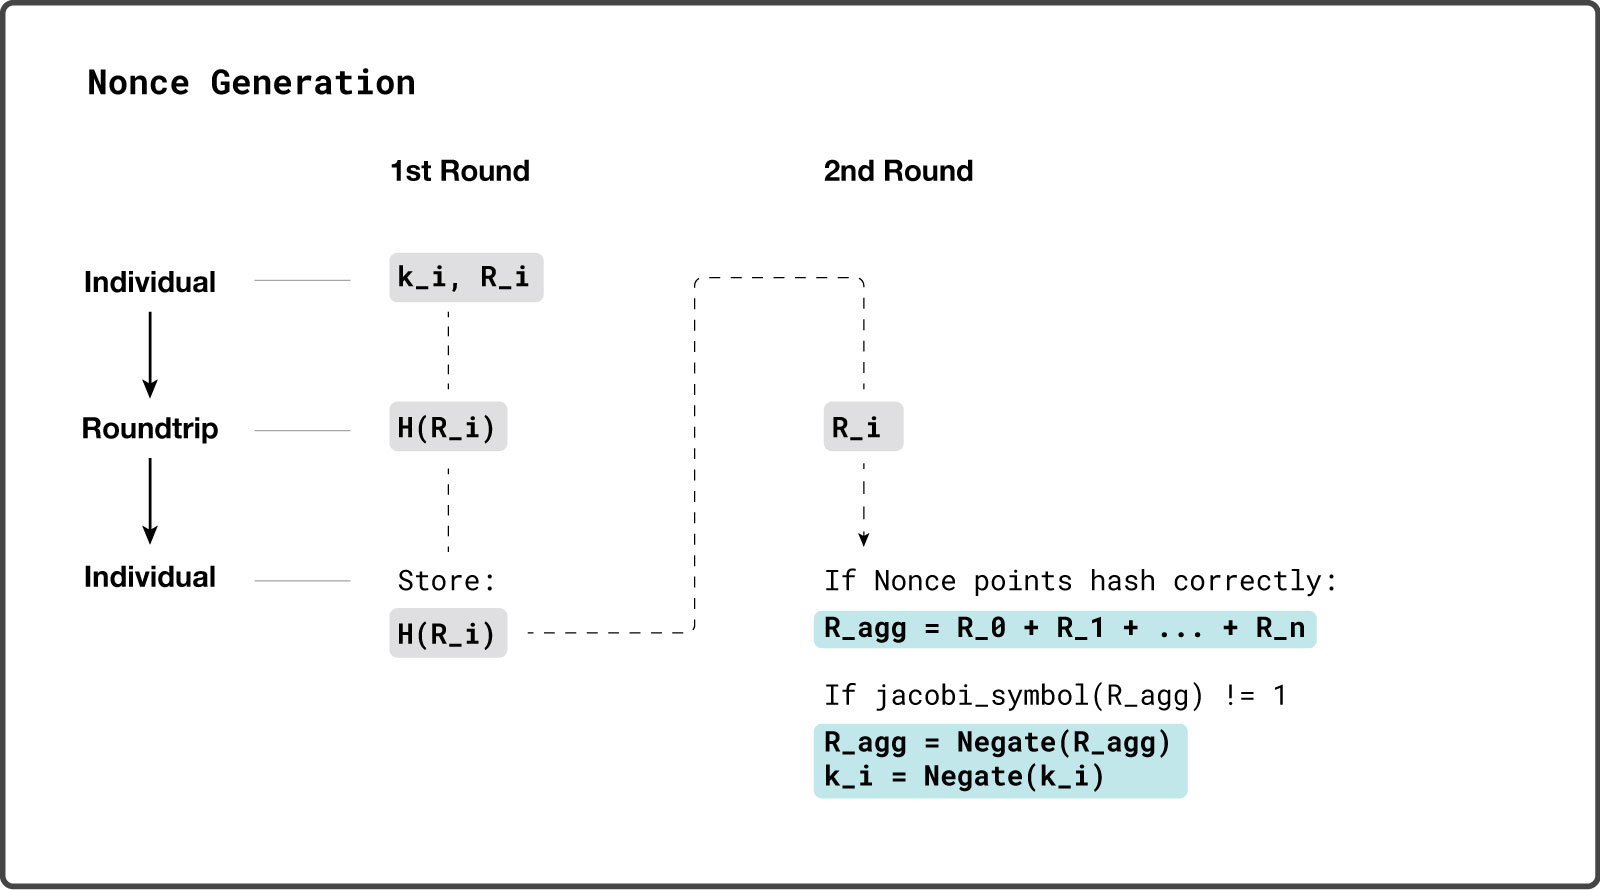 Nonce Generation
1st Round
2nd Round
Individual
k_i, R_i
Roundtrip
H(R_i)
R_i
Individual
Store:
H(R_i)
If Nonce points hash correctly:
R_agg = R_0 + R_1 + ... + R_n
If jacobi_symbol(R_agg) != 1
R_agg = Negate(R_agg)
k_i = Negate(k_i)